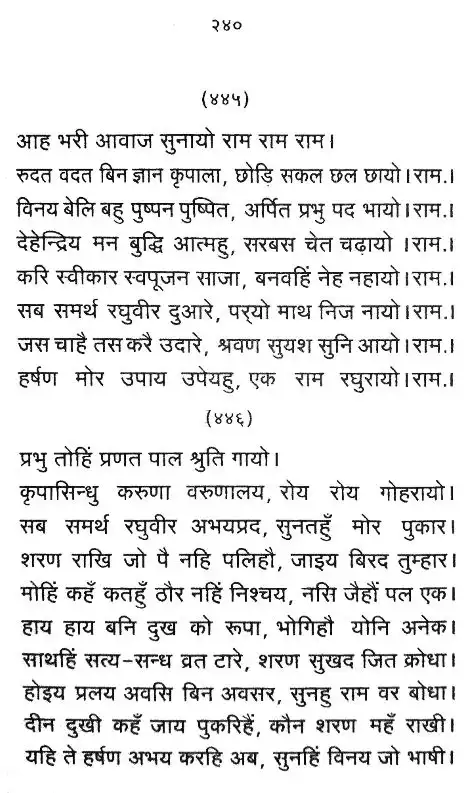 २४०
(४४५)
आह भरी आवाज सुनायो राम राम राम।
रुदत वदत बिन ज्ञान कृपाला, छोड़ि सकल छल छायो।राम.।
विनय बेलि बहु पुष्पन पुष्पित, अर्पित प्रभु पद भायो।राम.।
देहेन्द्रिय मन बुद्धि आत्महु, सरबस चेत चढ़ायो ।राम.।
करि स्वीकार स्वपूजन साजा, बनवहिं नेह नहायो।राम.।
सब समर्थ रघुवीर दुआरे, पर्‌यो माथ निज नायो।राम.।
जस चाहै तस करै उदारे, श्रवण सुयश सुनि आयो।राम.।
हर्षण मोर उपाय उपेयहु, एक राम रघुरायो।राम.।
(४४६)
प्रभु तोहिं प्रणत पाल श्रुति गायो।
कृपासिन्धु करुणा वरुणालय, रोय रोय गोहरायो।
सब समर्थ रघुवीर अभयप्रद, सुनतहुँ मोर पुकार।
शरण राखि जो पै नहि पलिहौ, जाइय बिरद तुम्हार।
मोहिं कहँ कतहुँ ठौर नहिं निश्चय, नसि जैहौं पल एक।
हाय हाय बनि दुख को रूपा, भोगिहौ योनि अनेक।
साथहिं सत्य-सन्ध व्रत टारे, शरण सुखद जित क्रोधा।
होइय प्रलय अवसि बिन अवसर, सुनहु राम वर बोधा।
दीन दुखी कहँ जाय पुकरिहैं, कौन शरण महँ राखी।
यहि ते हर्षण अभय करहि अब, सुनहिं विनय जो भाषी।